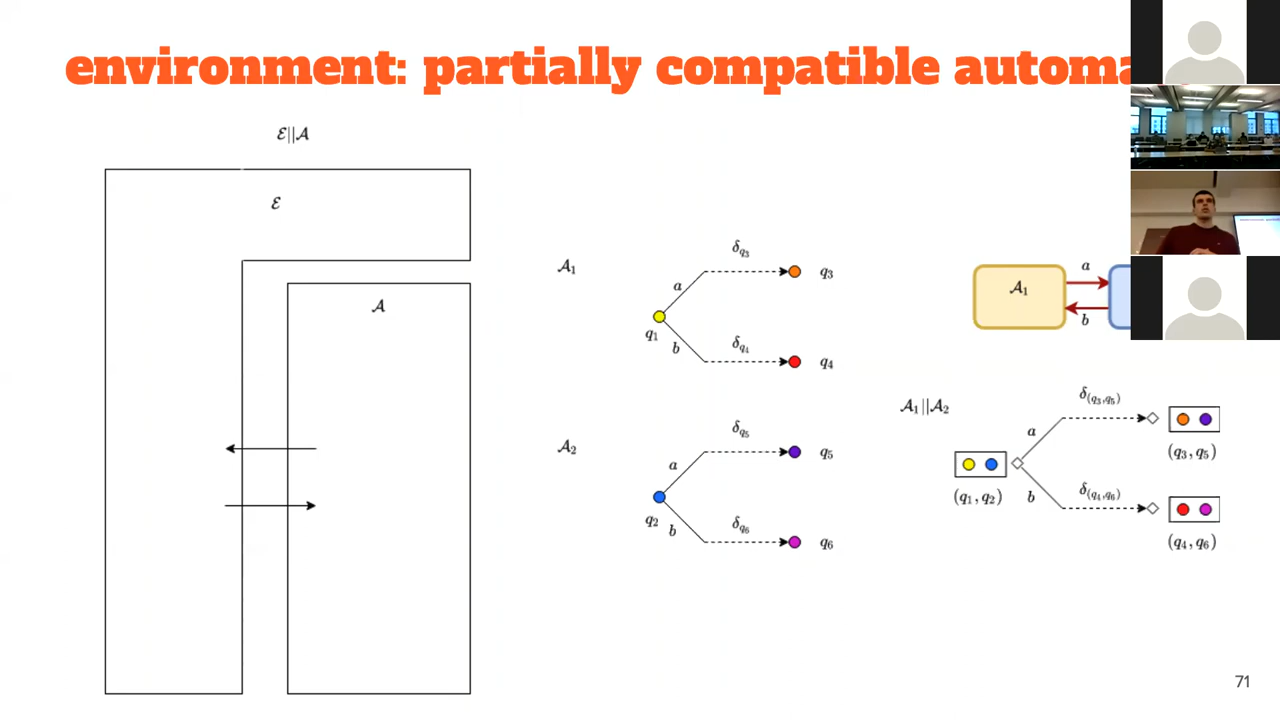 environment: partially compatible
ℰ||𝒜
ℰ
𝒜
𝒜₁
a
b
q₁
δ_{q₃}
q₃
δ_{q₄}
q₄
𝒜₂
a
b
q₂
δ_{q₅}
q₅
δ_{q₆}
q₆
𝒜₁
a
b
𝒜₁||𝒜₂
(q₁, q₂)
a
b
δ_{(q₃,q₅)}
(q₃, q₅)
δ_{(q₄,q₆)}
(q₄, q₆)
71